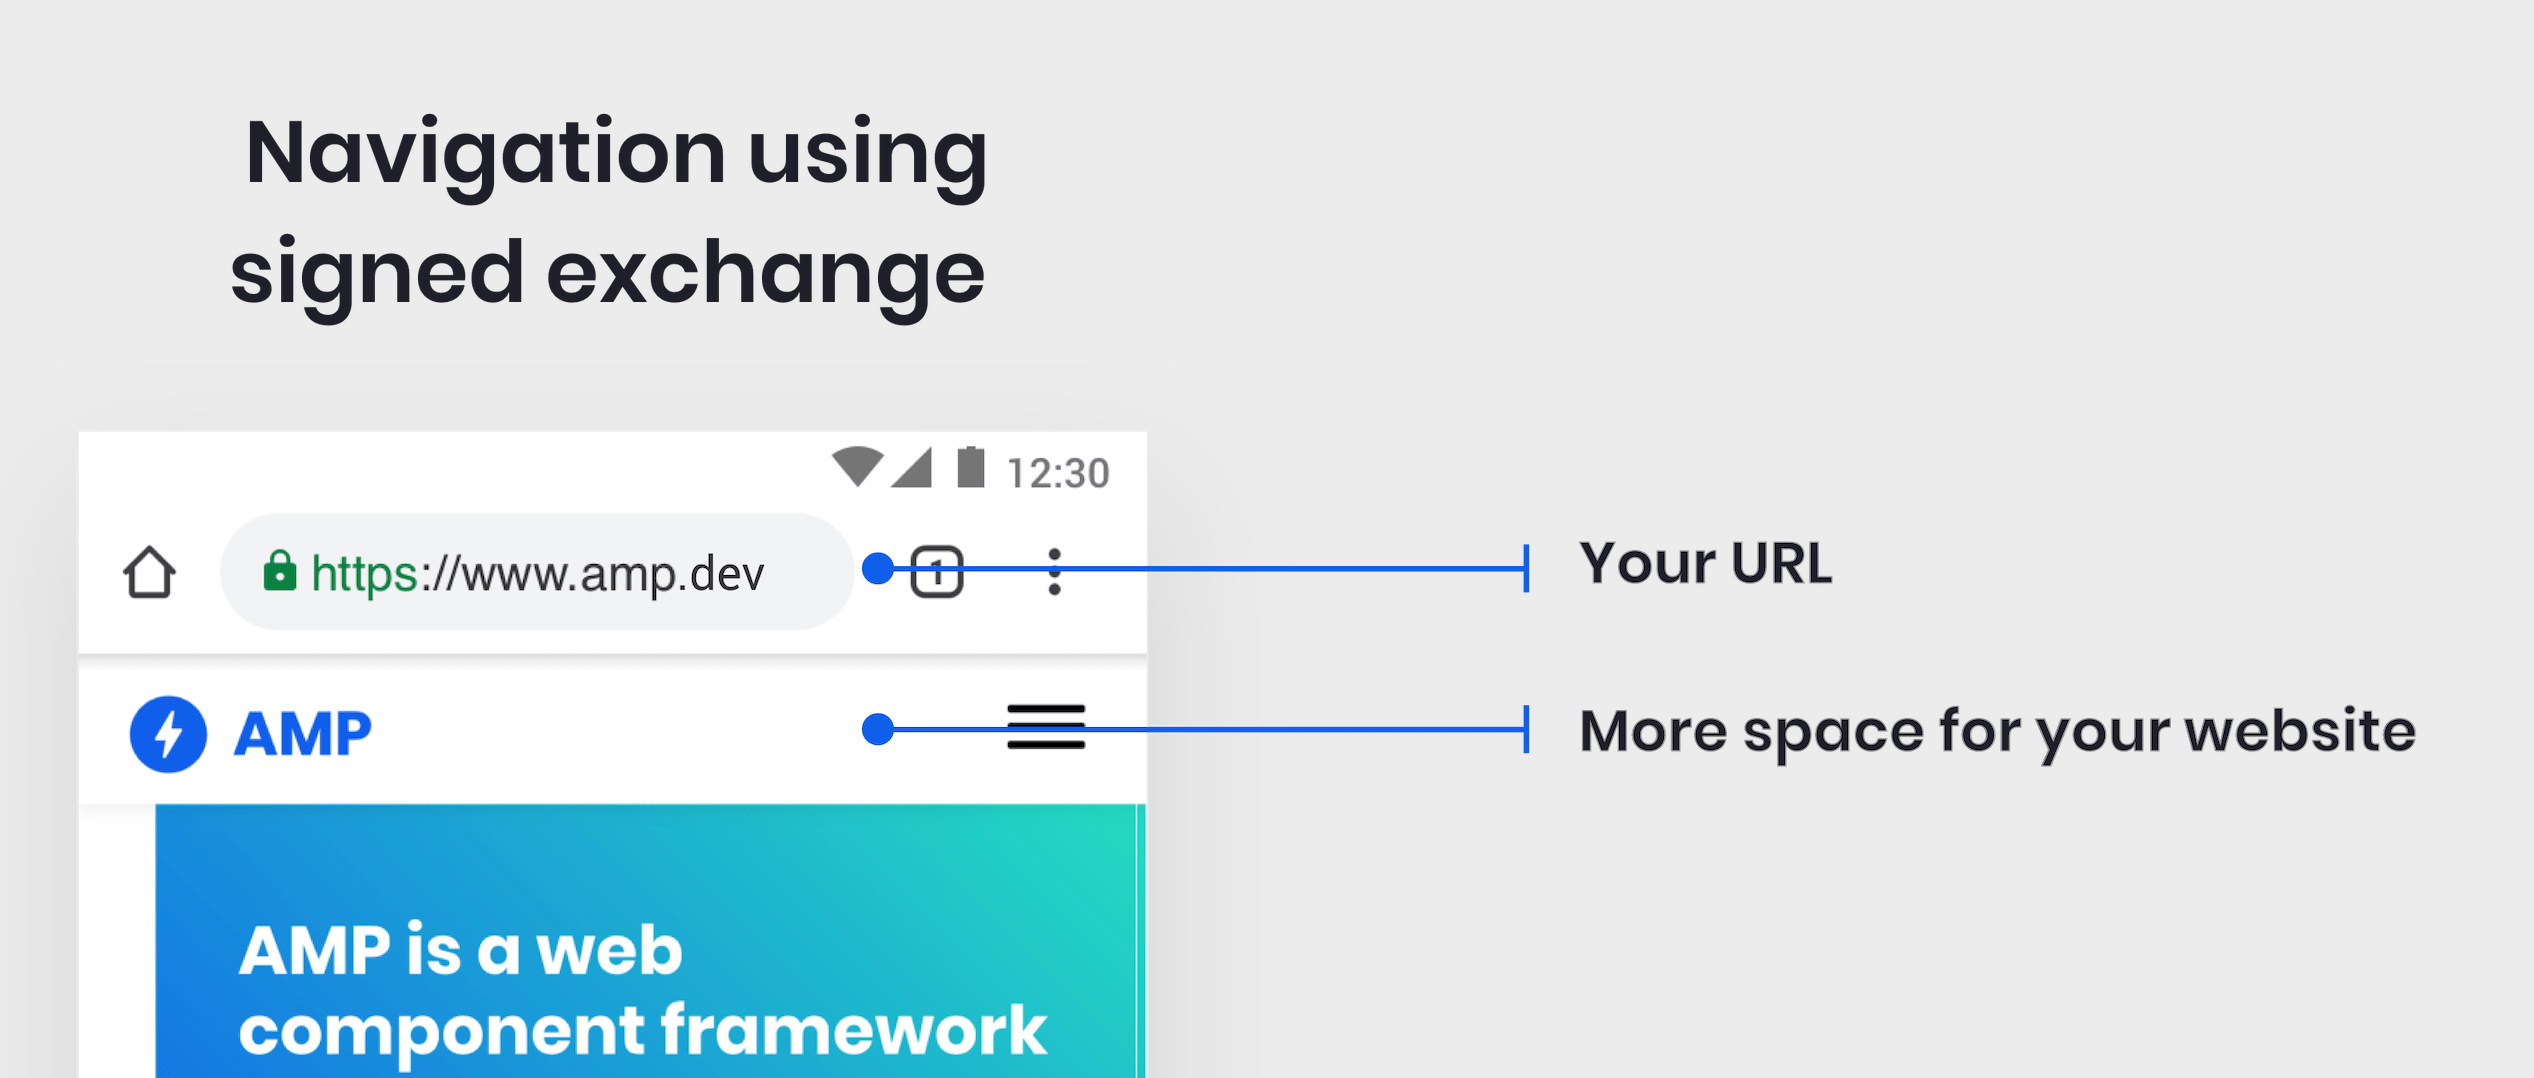 Navigation using
signed exchange
12:30
https://www.amp.dev
1
Your URL
AMP
More space for your website
AMP is a web
component framework